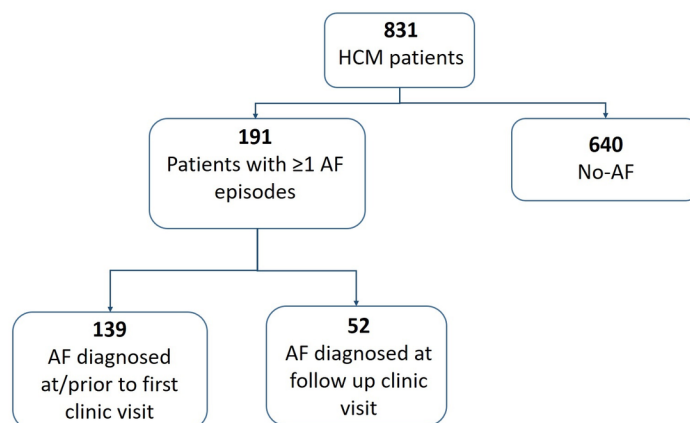 831
HCM patients
191
Patients with ≥1 AF
episodes
640
No-AF
139
AF diagnosed
at/prior to first
clinic visit
52
AF diagnosed at
follow up clinic
visit